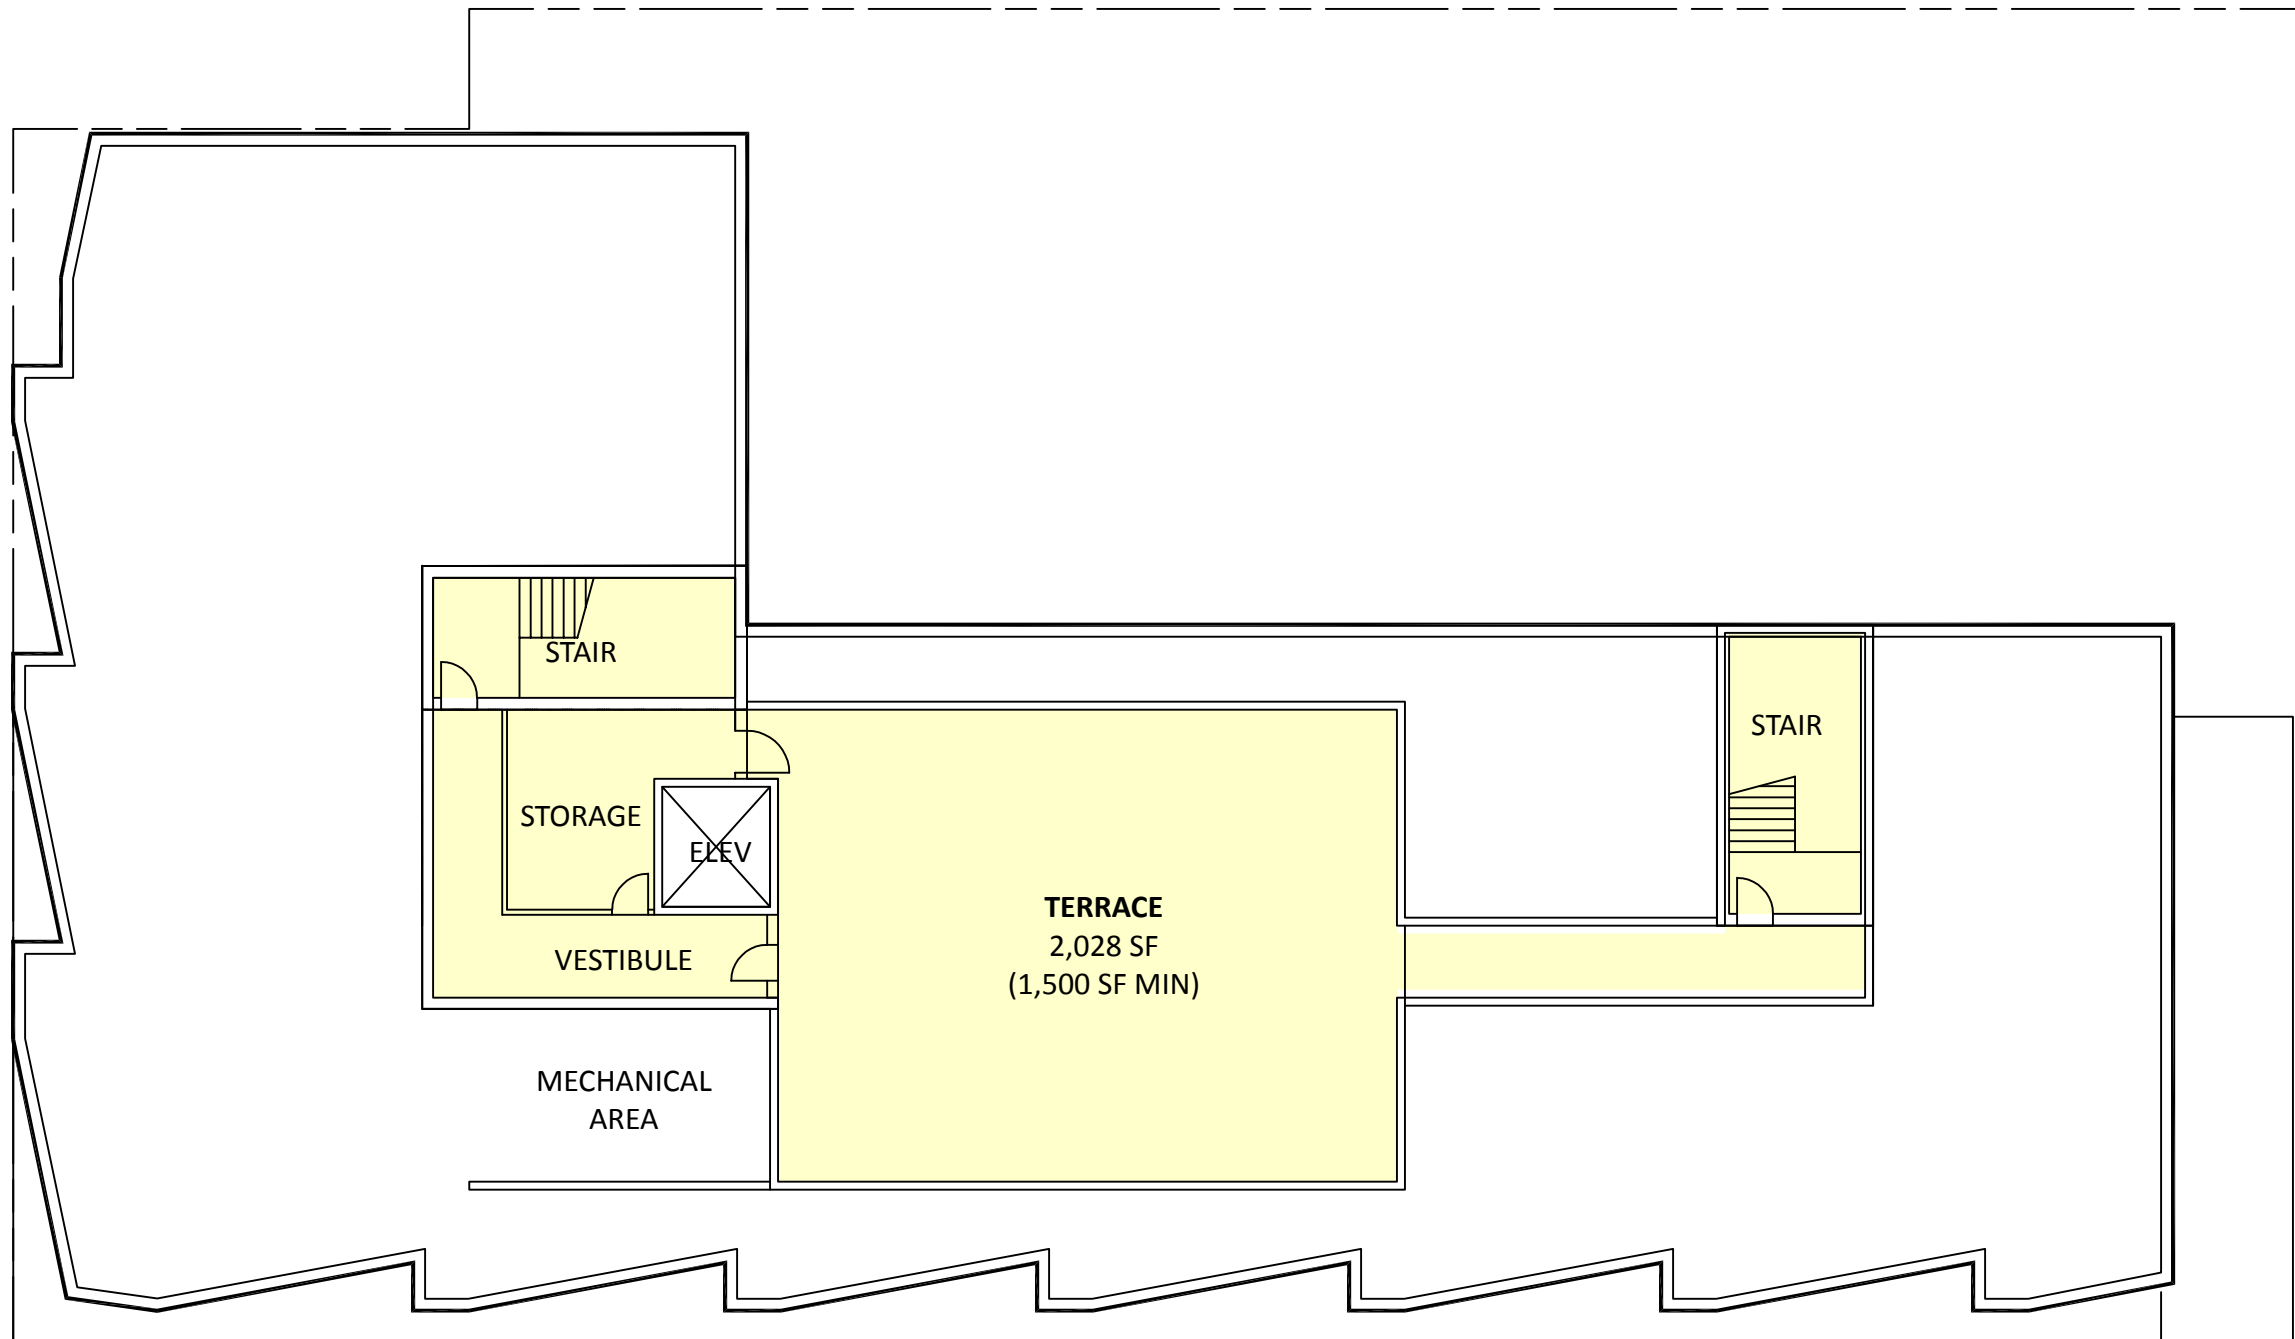 STAIR
STAIR
STORAGE
ELEV
TERRACE
2,028 SF
(1,500 SF MIN)
VESTIBULE
MECHANICAL
AREA